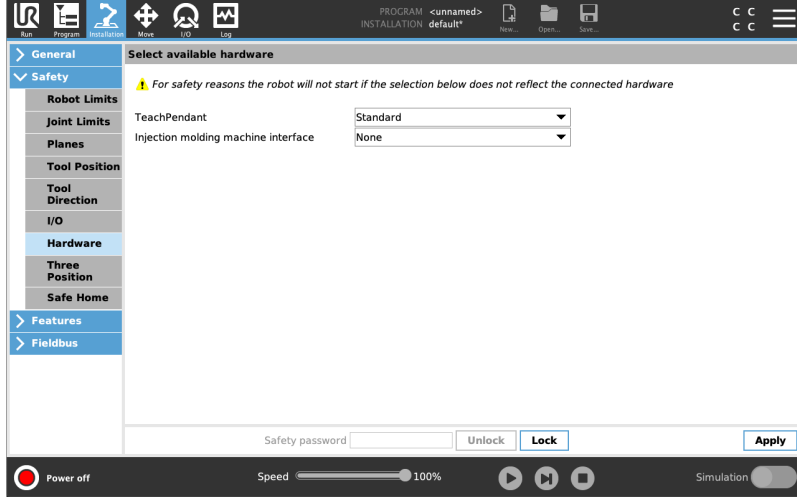 PROGRAM <unnamed>
INSTALLATION default*
New... Open... Save...
C C
C C
Run Program Installation Move I/O Log
General
Safety
Robot Limits
Joint Limits
Planes
Tool Position
Tool
Direction
I/O
Hardware
Three
Position
Safe Home
Features
Fieldbus
Select available hardware
For safety reasons the robot will not start if the selection below does not reflect the connected hardware
TeachPendant Standard
Injection molding machine interface None
Safety password Unlock Lock Apply
Power off Speed 100% Simulation